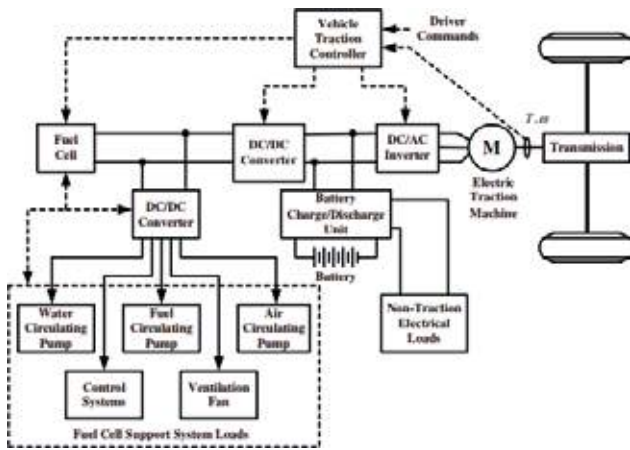 Vehicle
Traction
Controller
Driver
Commands
T,ω
Fuel
Cell
DC/DC
Converter
DC/AC
Inverter
M
Transmission
Electric
Traction
Machine
DC/DC
Converter
Battery
Charge/Discharge
Unit
Battery
Water
Circulating
Pump
Fuel
Circulating
Pump
Air
Circulating
Pump
Non-Traction
Electrical
Loads
Control
Systems
Ventilation
Fan
Fuel Cell Support System Loads